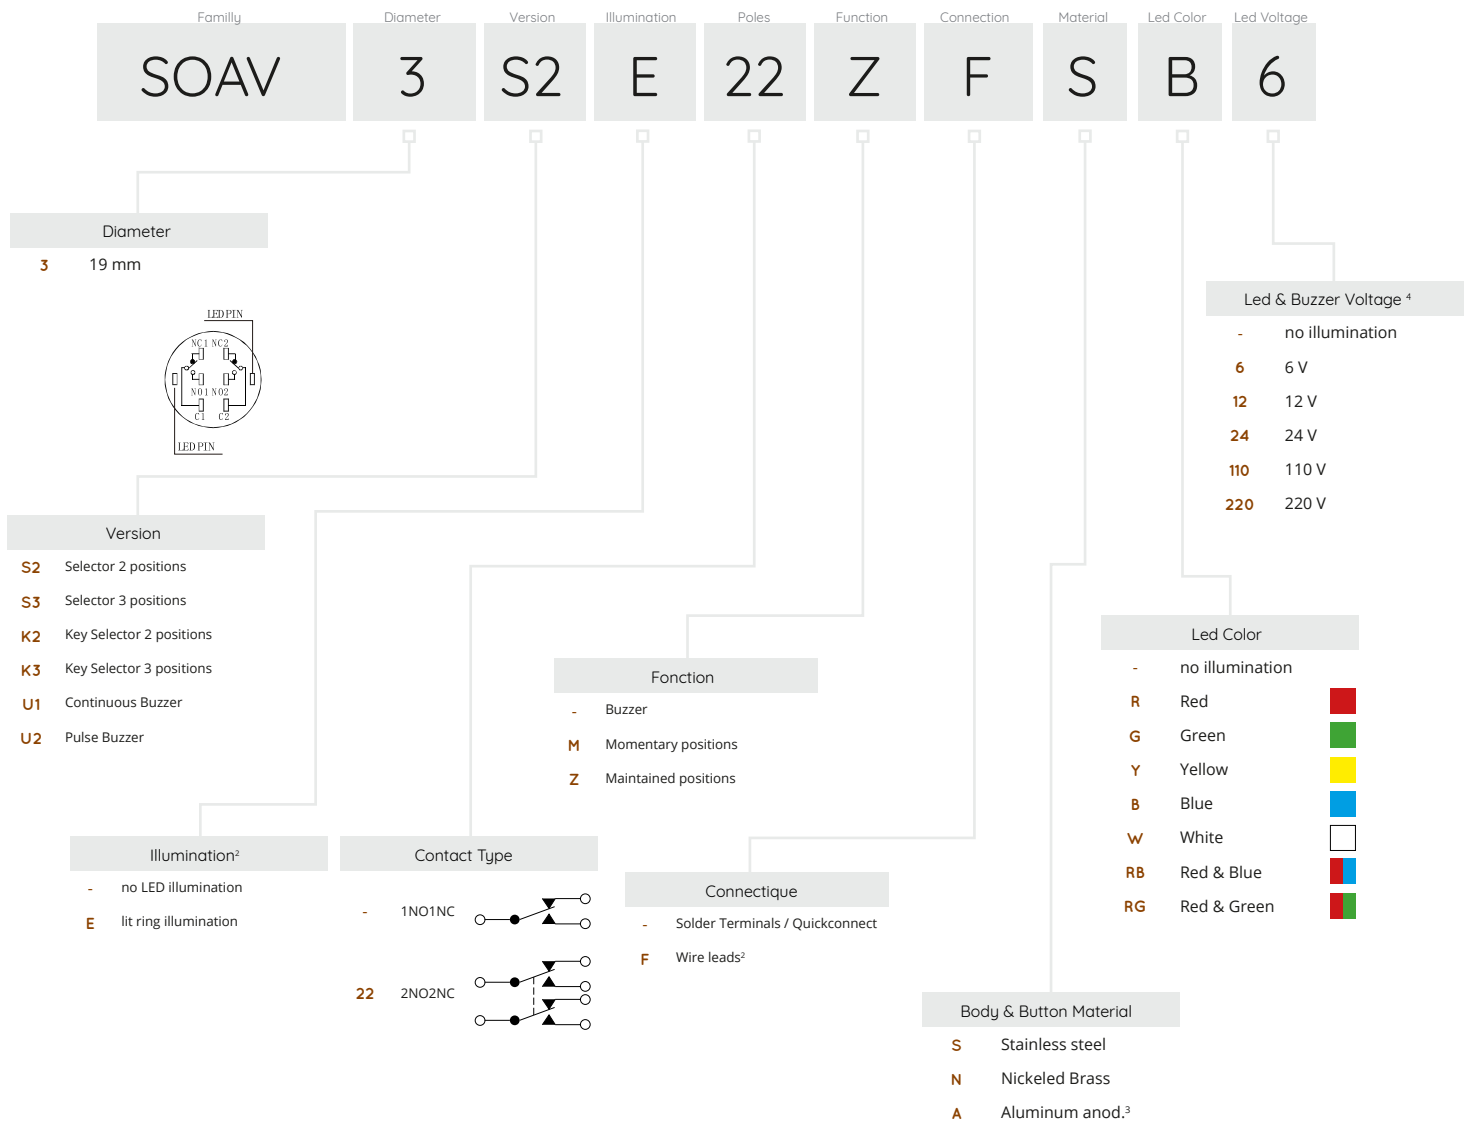 Familly Diameter Version Illumination Poles Function Connection Material Led Color Led Voltage
SOAV 3 S2 E 22 Z F S B 6
Diameter
3 19 mm
LED PIN
NC1 NC2
NO1 NO2
C1 C2
LED PIN
Version
S2 Selector 2 positions
S3 Selector 3 positions
K2 Key Selector 2 positions
K3 Key Selector 3 positions
U1 Continuous Buzzer
U2 Pulse Buzzer
Illumination²
- no LED illumination
E lit ring illumination
Contact Type
- 1NO1NC
22 2NO2NC
Fonction
- Buzzer
M Momentary positions
Z Maintained positions
Connectique
- Solder Terminals / Quickconnect
F Wire leads²
Body & Button Material
S Stainless steel
N Nickeled Brass
A Aluminum anod.³
Led Color
- no illumination
R Red
G Green
Y Yellow
B Blue
W White
RB Red & Blue
RG Red & Green
Led & Buzzer Voltage ⁴
- no illumination
6 6 V
12 12 V
24 24 V
110 110 V
220 220 V